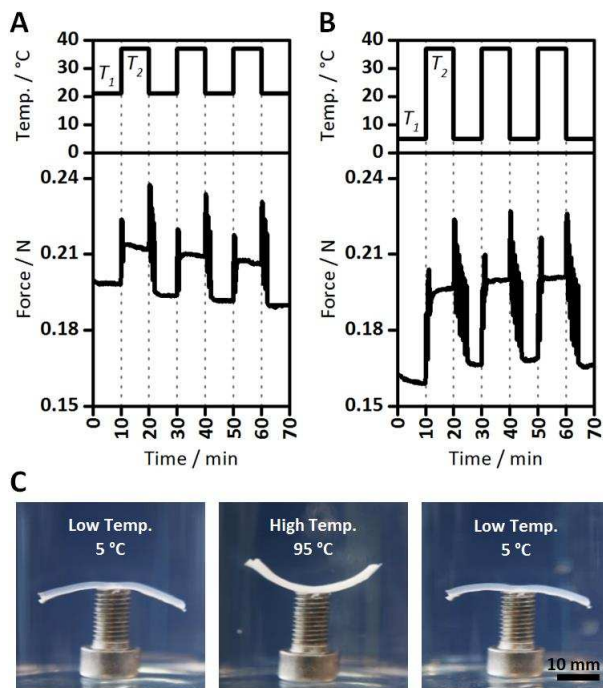 A
B
40
30
20
10
0
Temp. / °C
T1
T2
0.24
0.21
0.18
0.15
Force / N
0
10
20
30
40
50
60
70
Time / min
40
30
20
10
0
Temp. / °C
T1
T2
0.24
0.21
0.18
0.15
Force / N
0
10
20
30
40
50
60
70
Time / min
C
Low Temp.
5 °C
High Temp.
95 °C
Low Temp.
5 °C
10 mm